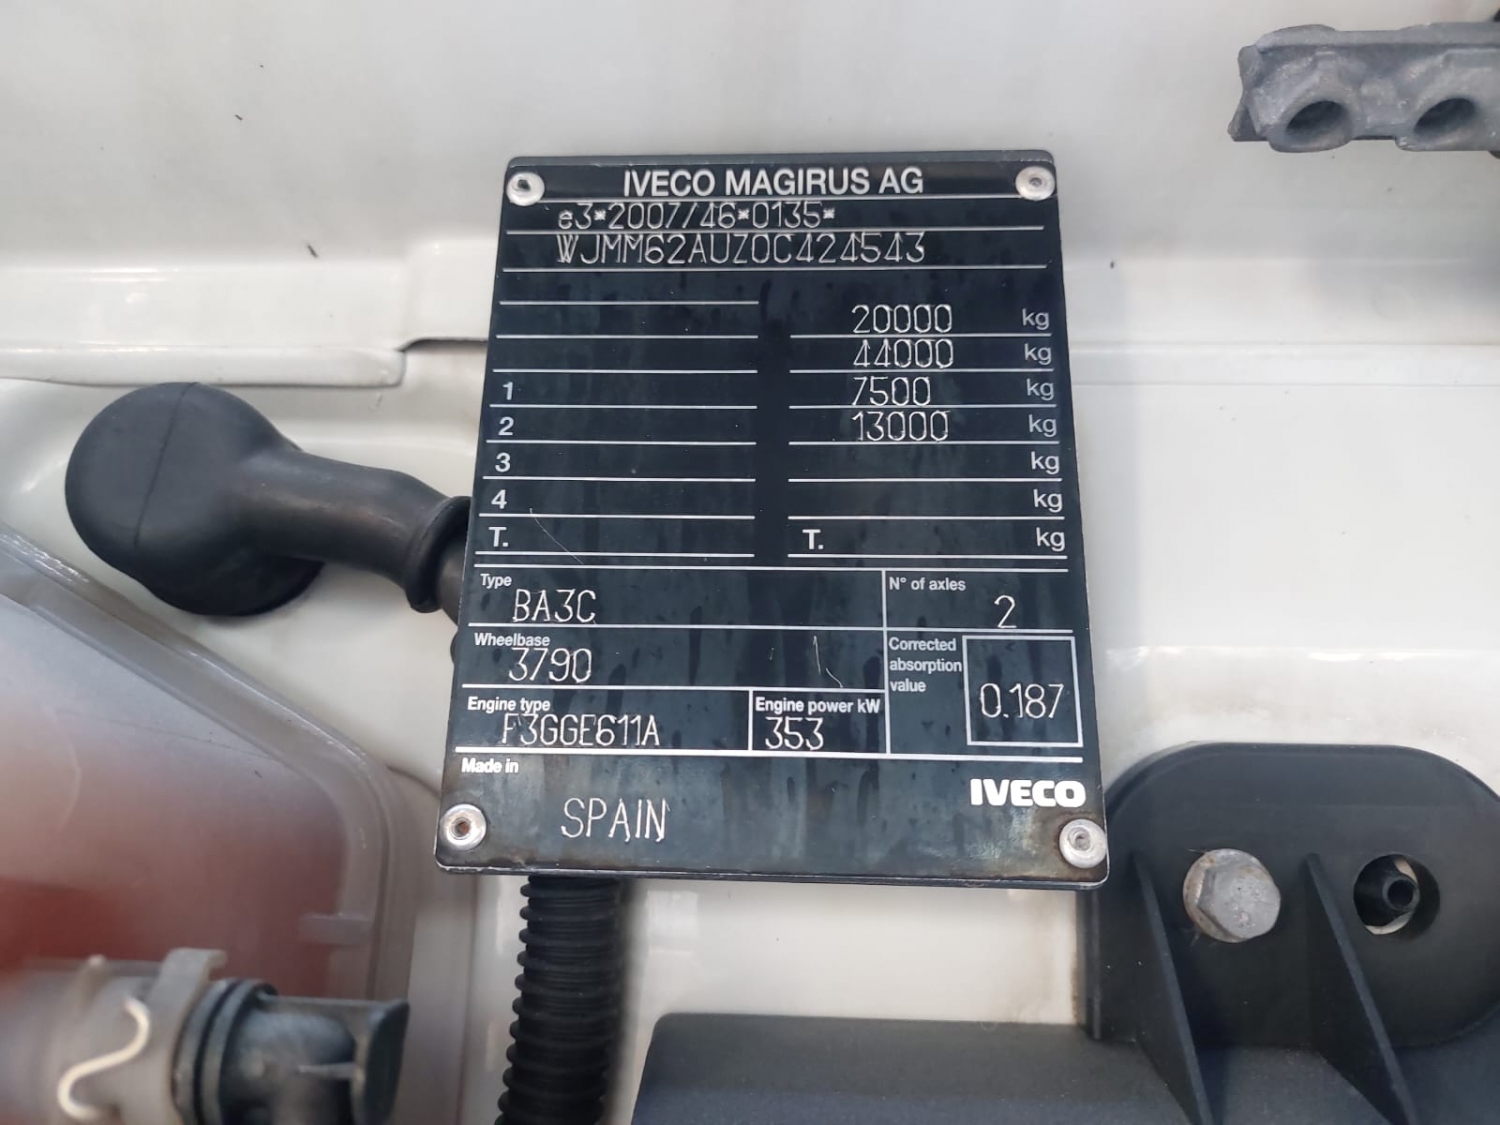 IVECO MAGIRUS AG
e3*2007/46*0135*
WJMM62AUZ0C424543
20000 kg
44000 kg
1 7500 kg
2 13000 kg
3 kg
4 kg
T. T. kg
Type BA3C
N° of axles 2
Wheelbase 3790
Corrected absorption value 0.187
Engine type F3GGE611A
Engine power kW 353
Made in SPAIN
IVECO